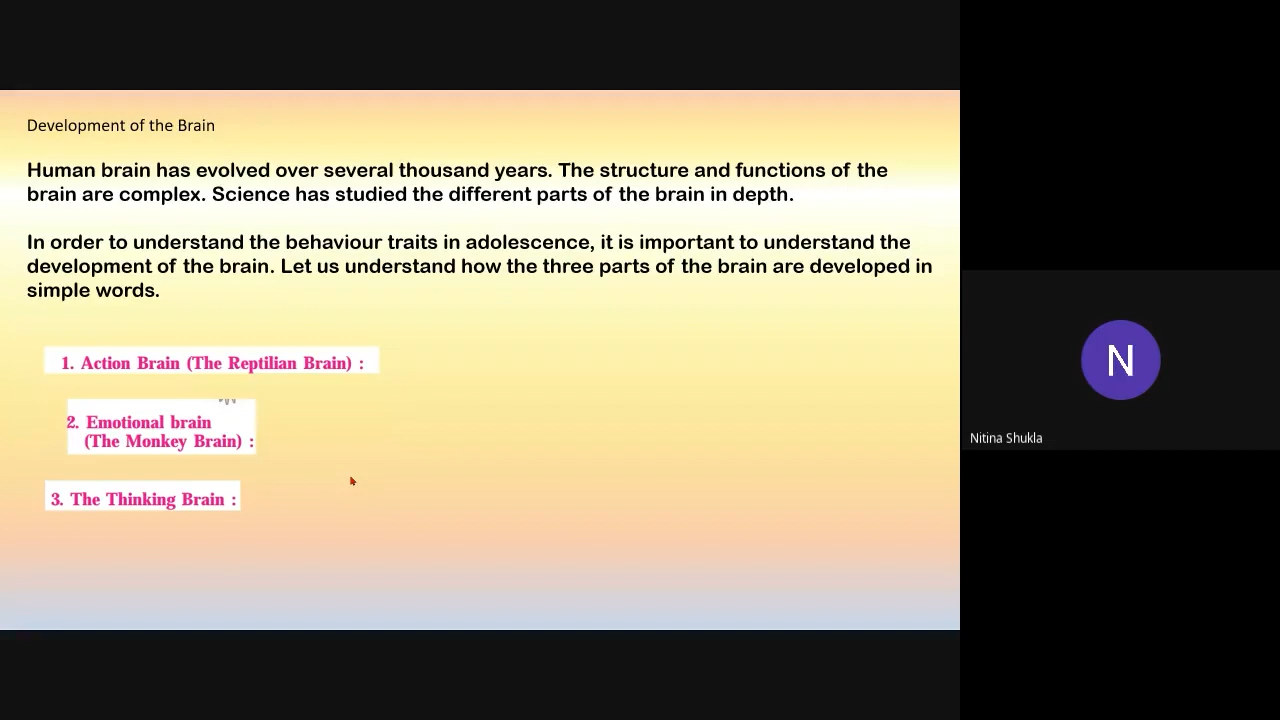 Development of the Brain
Human brain has evolved over several thousand years. The structure and functions of the
brain are complex. Science has studied the different parts of the brain in depth.
In order to understand the behaviour traits in adolescence, it is important to understand the
development of the brain. Let us understand how the three parts of the brain are developed in
simple words.
1. Action Brain (The Reptilian Brain) :
2. Emotional brain
(The Monkey Brain) :
3. The Thinking Brain :
N
Nitina Shukla